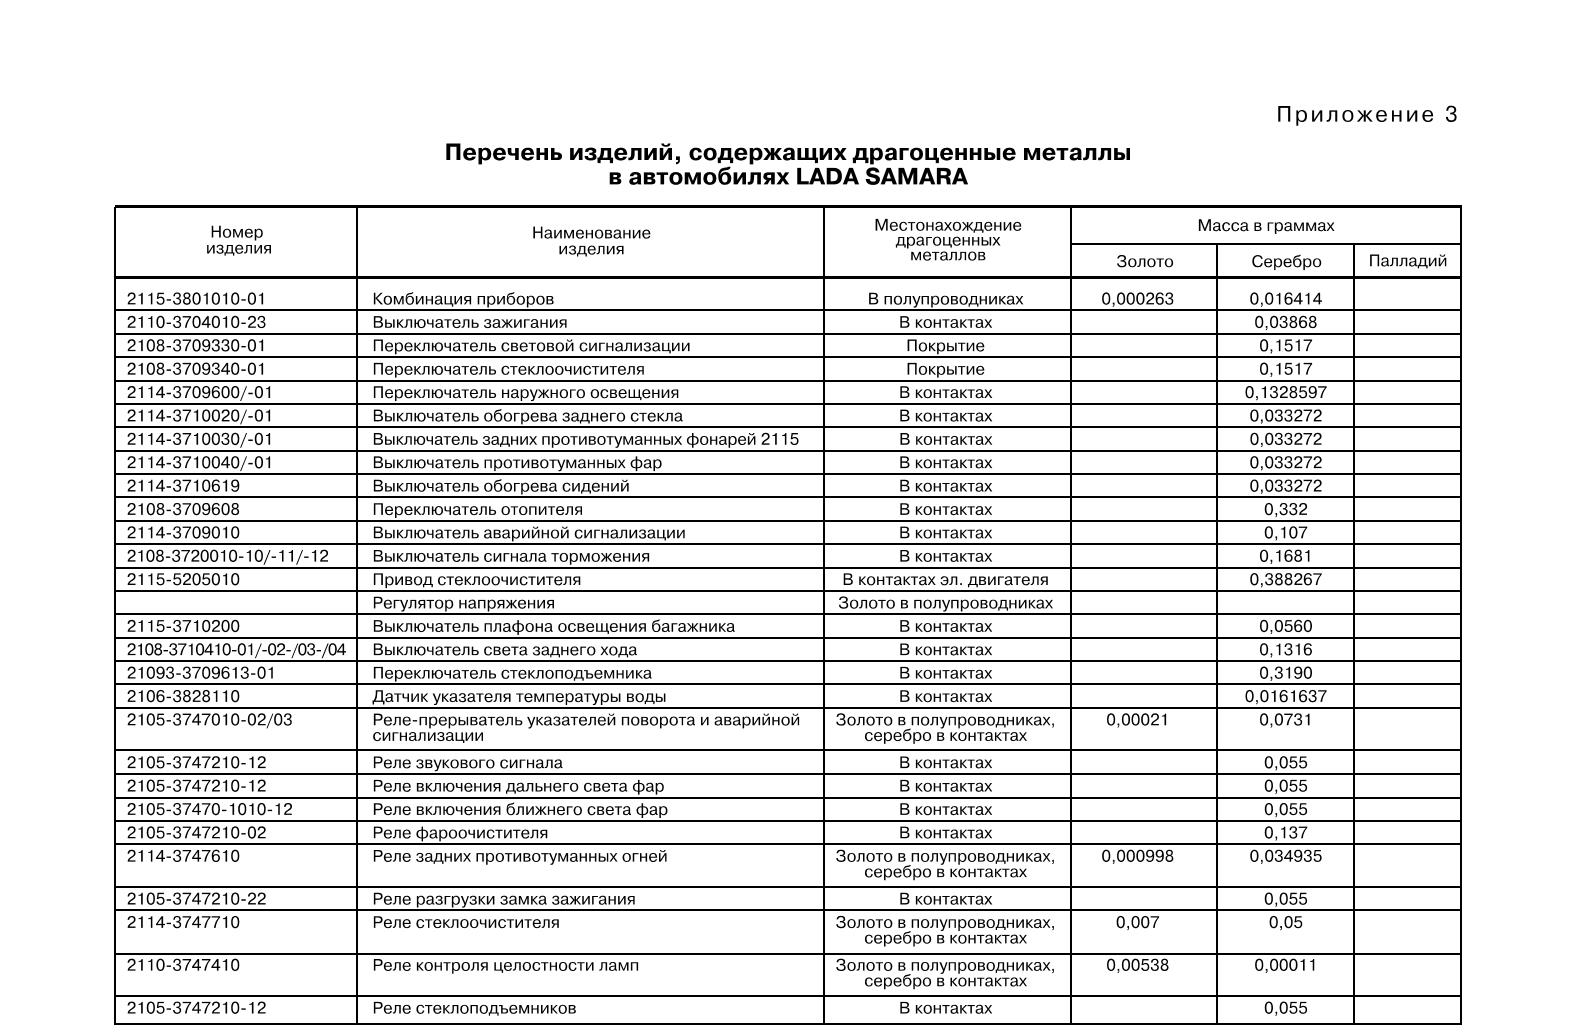 Приложение 3
Перечень изделий, содержащих драгоценные металлы
в автомобилях LADA SAMARA
Номер изделия | Наименование изделия | Местонахождение драгоценных металлов | Масса в граммах
Золото | Серебро | Палладий
2115-3801010-01 Комбинация приборов В полупроводниках 0,000263 0,016414
2110-3704010-23 Выключатель зажигания В контактах 0,03868
2108-3709330-01 Переключатель световой сигнализации Покрытие 0,1517
2108-3709340-01 Переключатель стеклоочистителя Покрытие 0,1517
2114-3709600/-01 Переключатель наружного освещения В контактах 0,1328597
2114-3710020/-01 Выключатель обогрева заднего стекла В контактах 0,033272
2114-3710030/-01 Выключатель задних противотуманных фонарей 2115 В контактах 0,033272
2114-3710040/-01 Выключатель противотуманных фар В контактах 0,033272
2114-3710619 Выключатель обогрева сидений В контактах 0,033272
2108-3709608 Переключатель отопителя В контактах 0,332
2114-3709010 Выключатель аварийной сигнализации В контактах 0,107
2108-3720010-10/-11/-12 Выключатель сигнала торможения В контактах 0,1681
2115-5205010 Привод стеклоочистителя В контактах эл. двигателя 0,388267
Регулятор напряжения Золото в полупроводниках
2115-3710200 Выключатель плафона освещения багажника В контактах 0,0560
2108-3710410-01/-02-/03-/04 Выключатель света заднего хода В контактах 0,1316
21093-3709613-01 Переключатель стеклоподъемника В контактах 0,3190
2106-3828110 Датчик указателя температуры воды В контактах 0,0161637
2105-3747010-02/03 Реле-прерыватель указателей поворота и аварийной Золото в полупроводниках, 0,00021 0,0731
сигнализации серебро в контактах
2105-3747210-12 Реле звукового сигнала В контактах 0,055
2105-3747210-12 Реле включения дальнего света фар В контактах 0,055
2105-37470-1010-12 Реле включения ближнего света фар В контактах 0,055
2105-3747210-02 Реле фароочистителя В контактах 0,137
2114-3747610 Реле задних противотуманных огней Золото в полупроводниках, 0,000998 0,034935
серебро в контактах
2105-3747210-22 Реле разгрузки замка зажигания В контактах 0,055
2114-3747710 Реле стеклоочистителя Золото в полупроводниках, 0,007 0,05
серебро в контактах
2110-3747410 Реле контроля целостности ламп Золото в полупроводниках, 0,00538 0,00011
серебро в контактах
2105-3747210-12 Реле стеклоподъемников В контактах 0,055